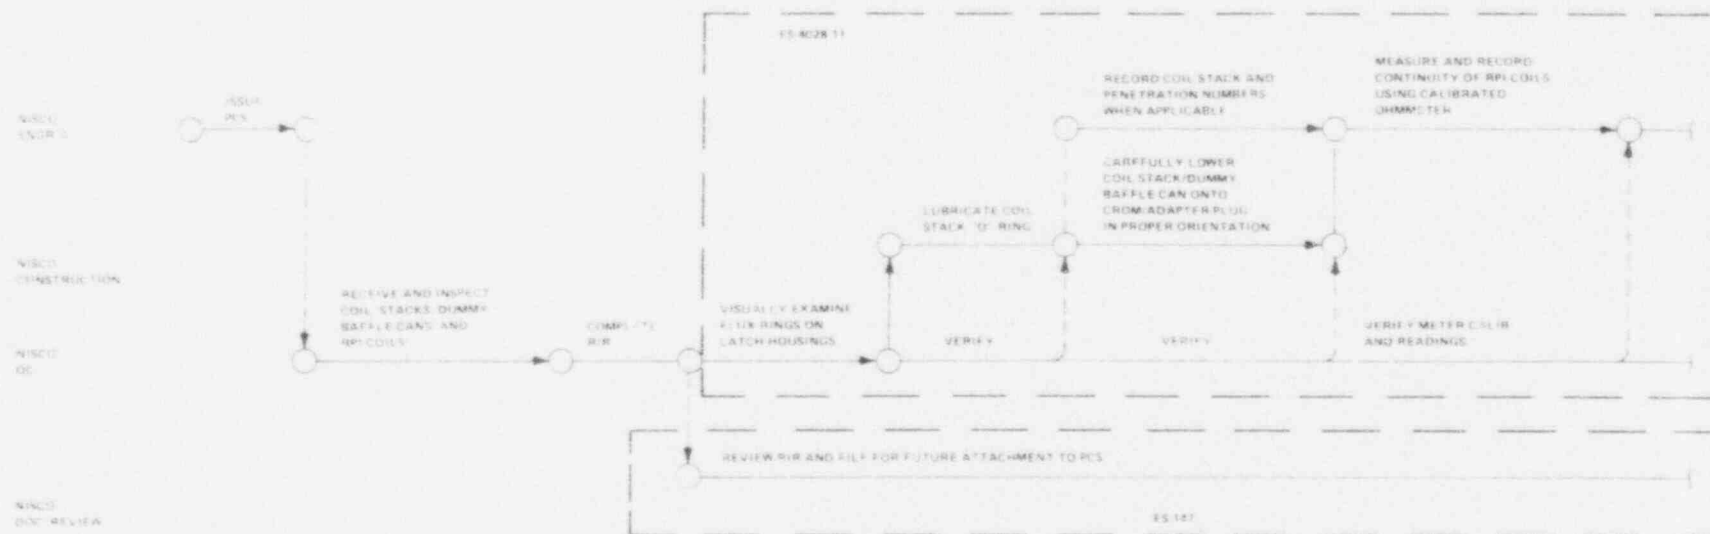 ES-4028-11
MEASURE AND RECORD
CONTINUITY OF RPI COILS
USING CALIBRATED
OHMMETER
RECORD COIL STACK AND
PENETRATION NUMBERS
WHEN APPLICABLE
ISSUE
PCS
NISCO
ENGR'G
CAREFULLY LOWER
COIL STACK/DUMMY
BAFFLE CAN ONTO
CRDM/ADAPTER PLUG
IN PROPER ORIENTATION
LUBRICATE COIL
STACK "O" RING
NISCO
CONSTRUCTION
RECEIVE AND INSPECT
COIL STACKS, DUMMY
BAFFLE CANS, AND
RPI COILS
COMPLETE
RIR
VISUALLY EXAMINE
FLUX RINGS ON
LATCH HOUSINGS
VERIFY
VERIFY
VERIFY METER CALIB
AND READINGS
NISCO
QC
REVIEW RIR AND FILE FOR FUTURE ATTACHMENT TO PCS
NISCO
DOC. REVIEW
ES-147